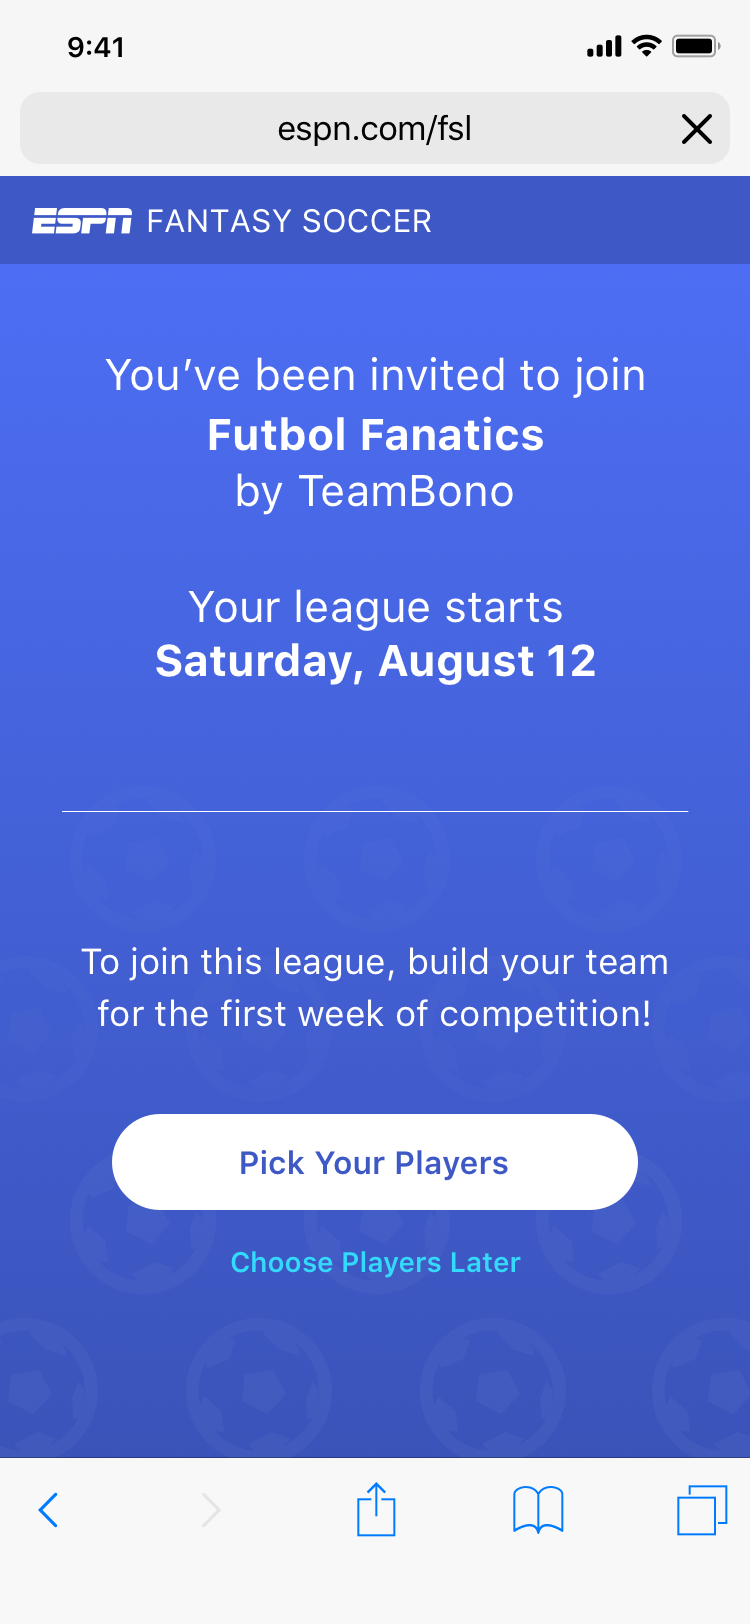 9:41
espn.com/fsl
ESPN FANTASY SOCCER
You’ve been invited to join
Futbol Fanatics
by TeamBono
Your league starts
Saturday, August 12
To join this league, build your team
for the first week of competition!
Pick Your Players
Choose Players Later